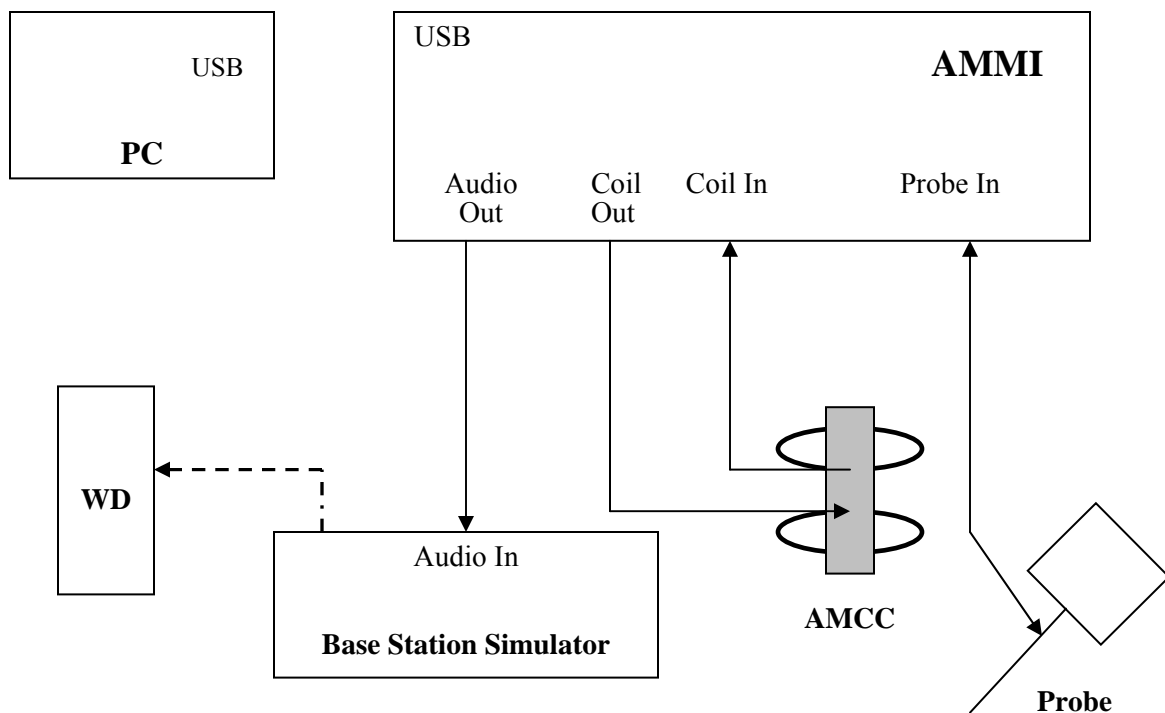 USB
PC
USB
AMMI
Audio
Out
Coil
Out
Coil In
Probe In
WD
Audio In
Base Station Simulator
AMCC
Probe